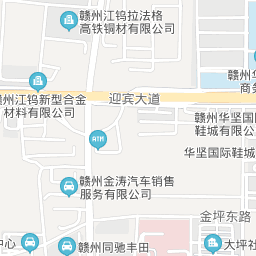 赣州江钨拉法格
高铁铜材有限公司
赣州
商务
迎宾大道
赣州江钨新型合金
材料有限公司
赣州华坚国际
鞋城有限公
ATM
华坚国际鞋城
赣州金涛汽车销售
服务有限公司
金坪东路
中心
赣州同驰丰田
大坪社